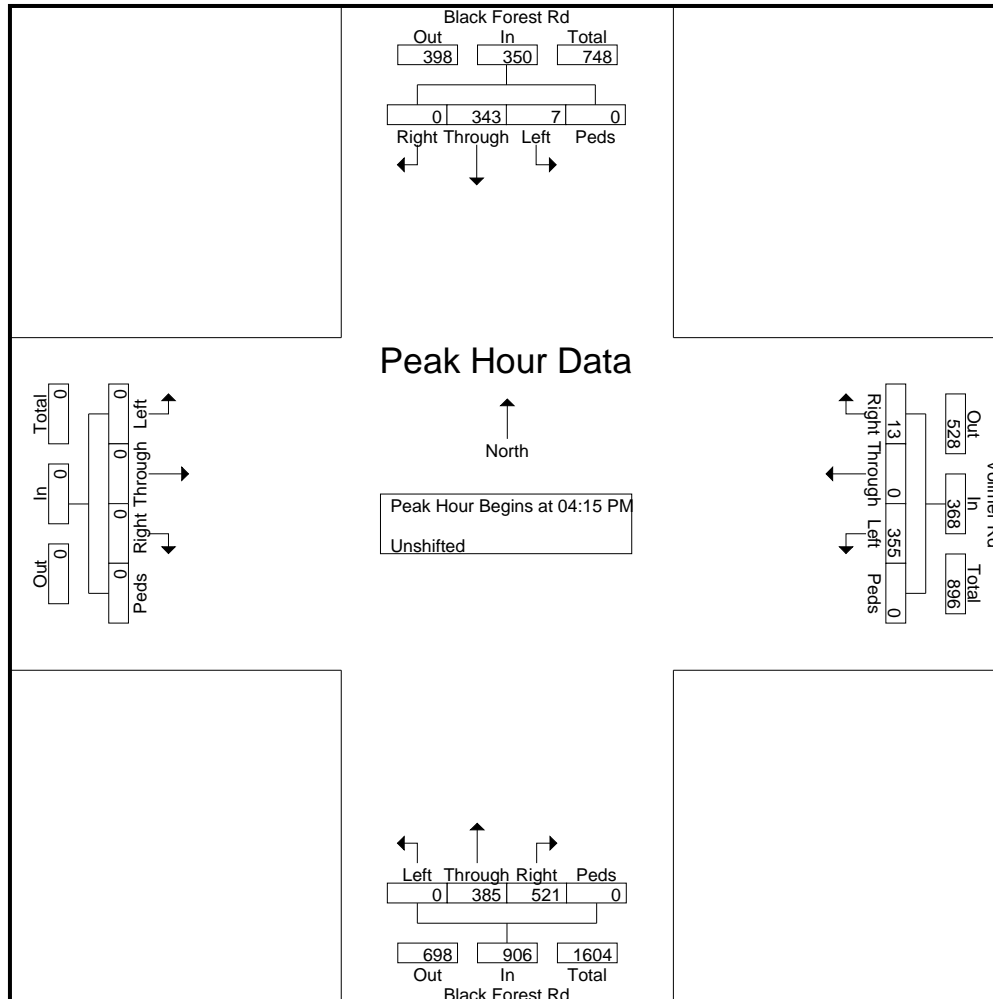 Black Forest Rd
Out In Total
398 350 748
0 343 7 0
Right Through Left Peds
Peak Hour Data
North
Peak Hour Begins at 04:15 PM
Unshifted
Total In Out
0 0 0
0 0 0 0
Left Through Right Peds
Right Through Left Peds
13 0 355 0
528 368 896
Out In Total
Left Through Right Peds
0 385 521 0
698 906 1604
Out In Total
Black Forest Rd